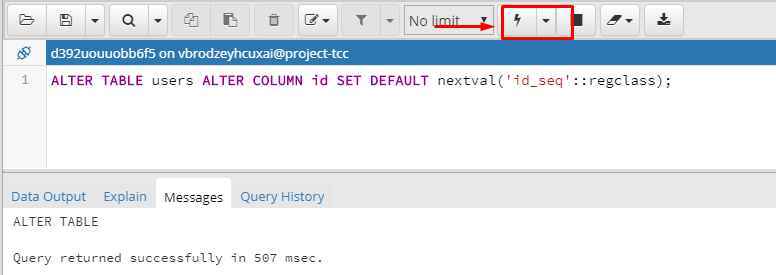 No limit
d392uouuobb6f5 on vbrodzeyhcuxai@project-tcc
1 ALTER TABLE users ALTER COLUMN id SET DEFAULT nextval('id_seq'::regclass);
Data Output Explain Messages Query History
ALTER TABLE
Query returned successfully in 507 msec.